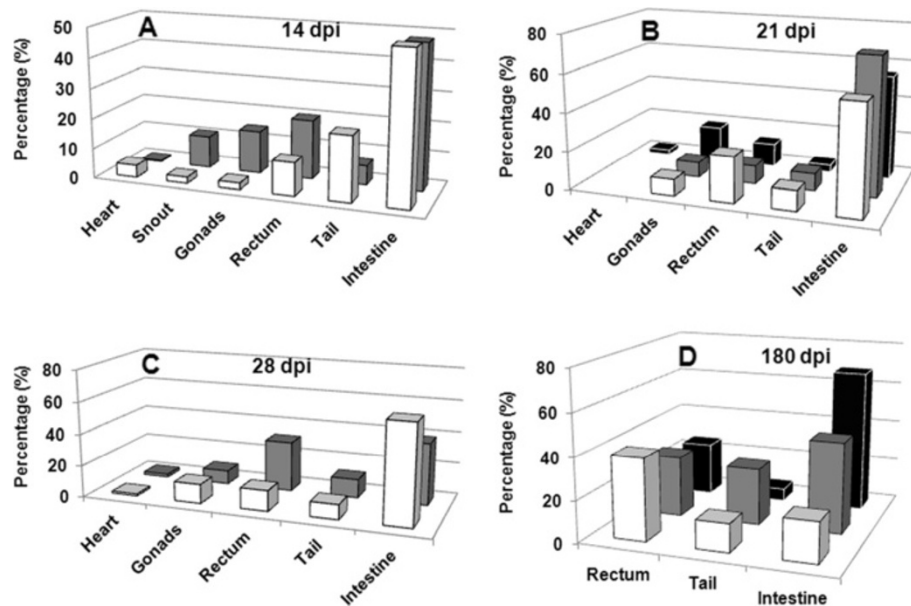 A
14 dpi
Percentage (%)
50
40
30
20
10
0
Heart
Snout
Gonads
Rectum
Tail
Intestine
B
21 dpi
Percentage (%)
80
60
40
20
0
Heart
Gonads
Rectum
Tail
Intestine
C
28 dpi
Percentage (%)
80
60
40
20
0
Heart
Gonads
Rectum
Tail
Intestine
D
180 dpi
Percentage (%)
80
60
40
20
0
Rectum
Tail
Intestine